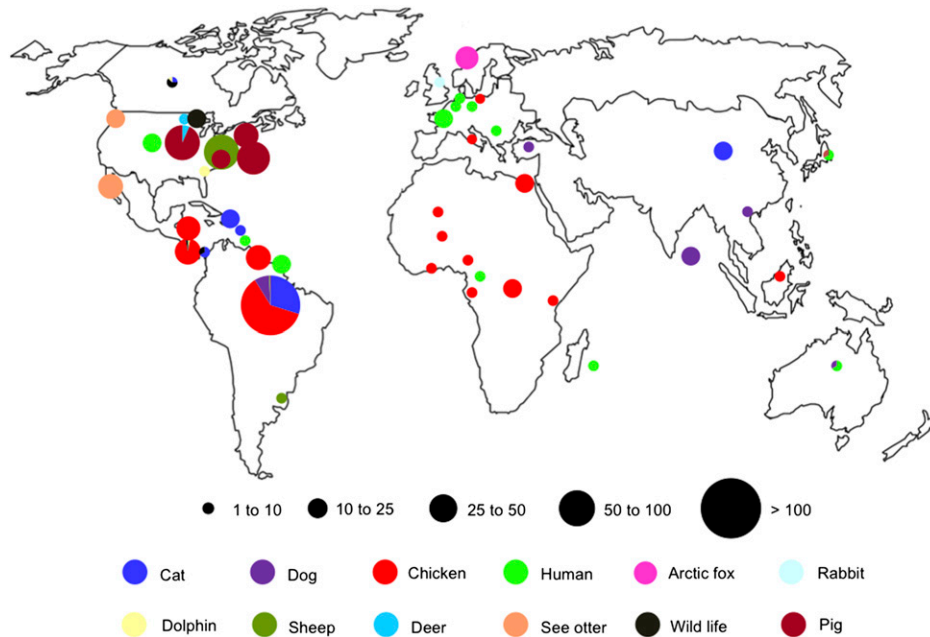 1 to 10 10 to 25 25 to 50 50 to 100 > 100
Cat Dog Chicken Human Arctic fox Rabbit
Dolphin Sheep Deer See otter Wild life Pig